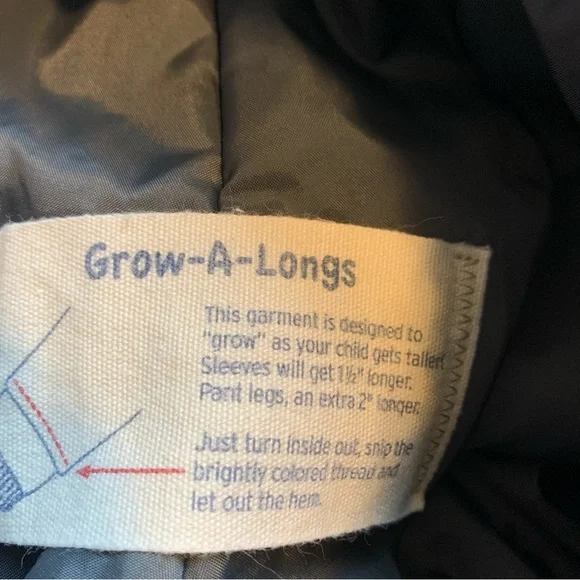 Grow-A-Longs
This garment is designed to
"grow" as your child gets taller.
Sleeves will get 1½" longer.
Pant legs, an extra 2" longer.
Just turn inside out, snip the
brightly colored thread and
let out the hem.